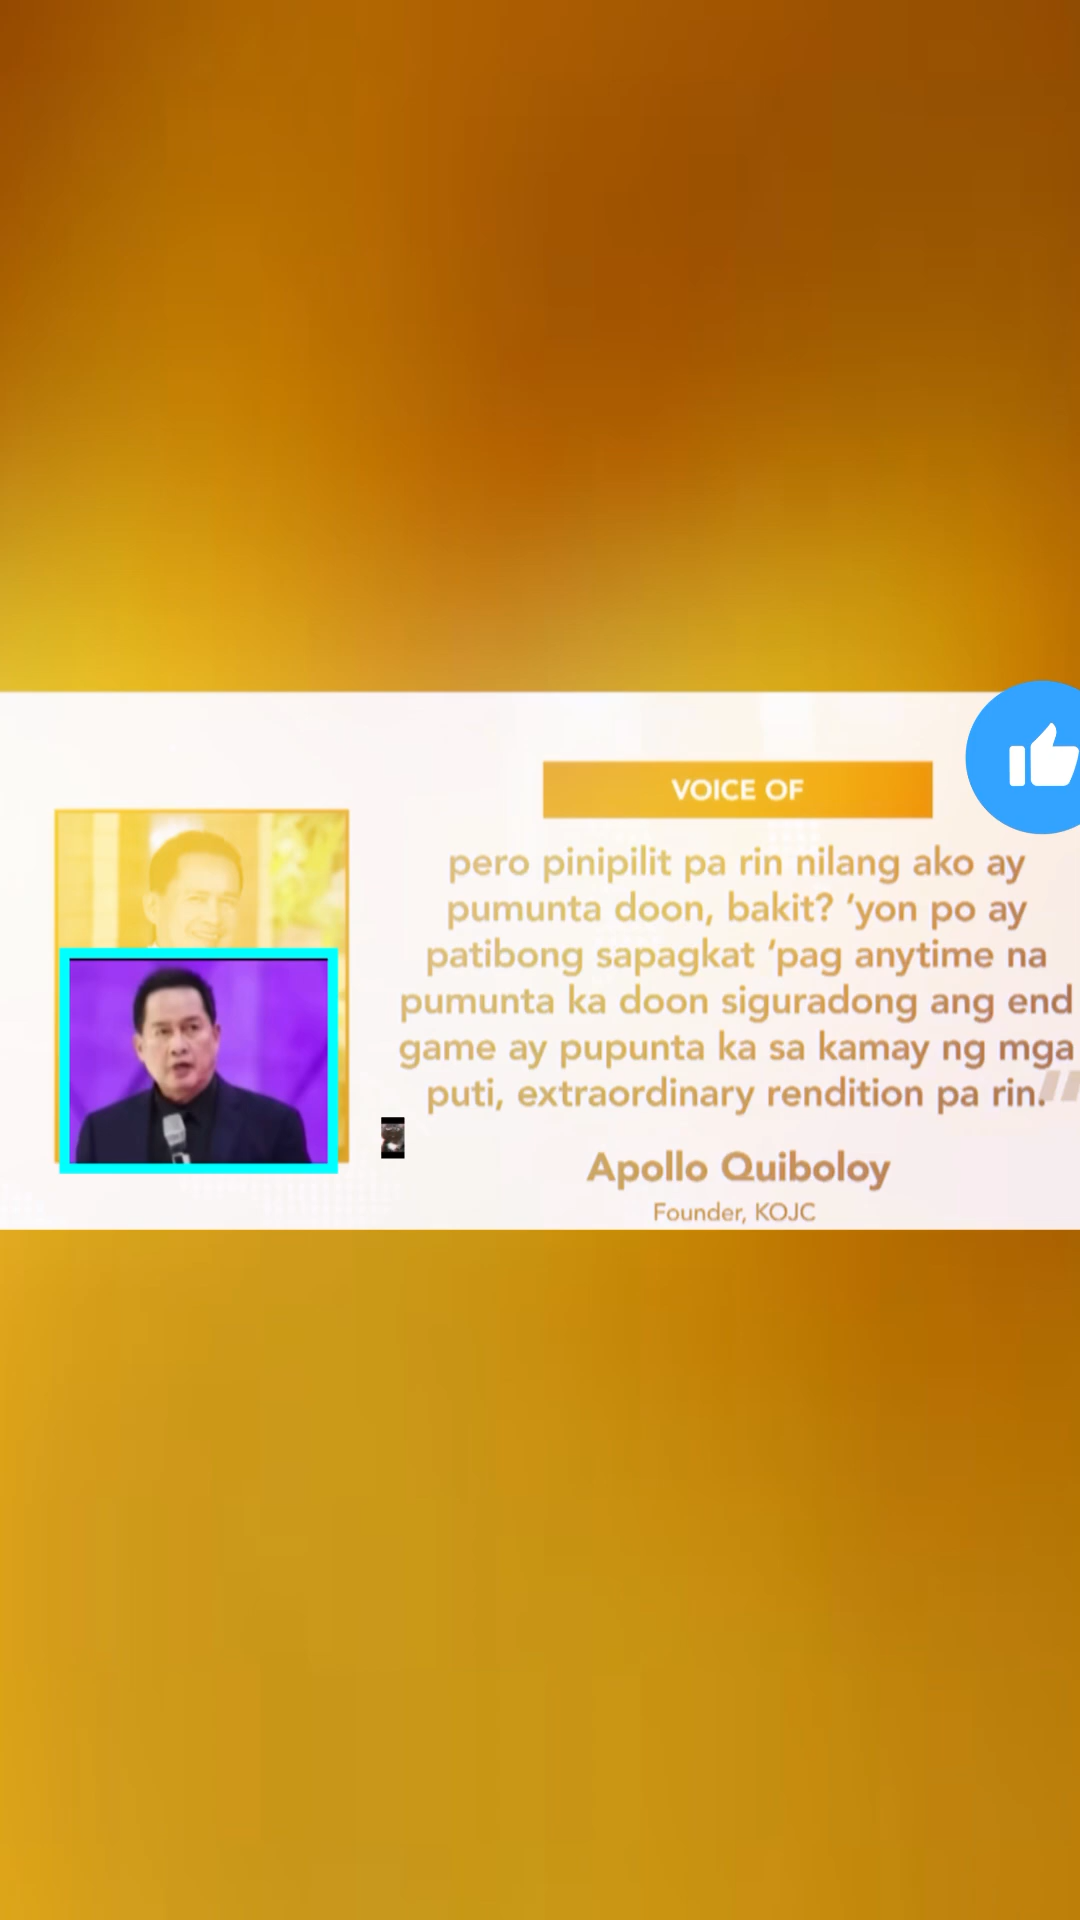 VOICE OF
pero pinipilit pa rin nilang ako ay
pumunta doon, bakit? ‘yon po ay
patibong sapagkat ‘pag anytime na
pumunta ka doon siguradong ang end
game ay pupunta ka sa kamay ng mga
puti, extraordinary rendition pa rin."
Apollo Quiboloy
Founder, KOJC